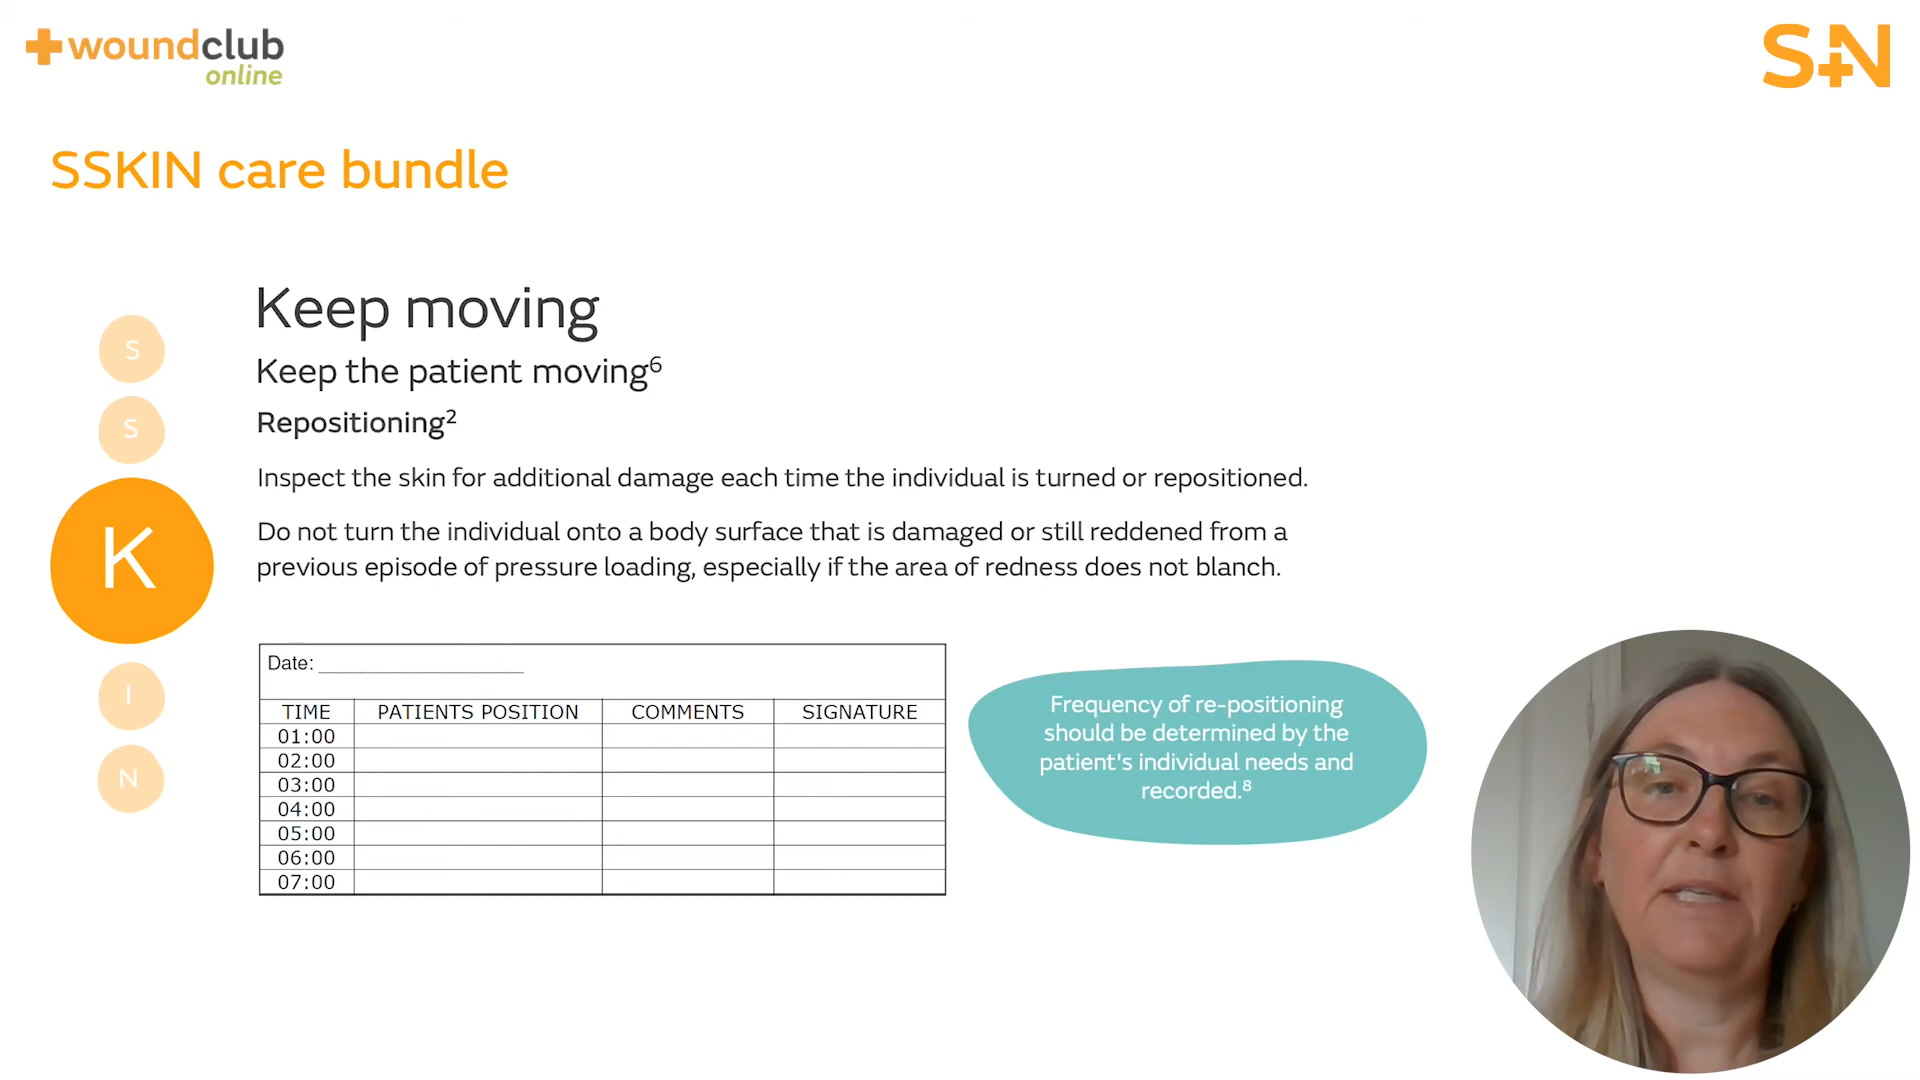 woundclub
online
S+N
SSKIN care bundle
S
S
K
I
N
Keep moving
Keep the patient moving⁶
Repositioning²
Inspect the skin for additional damage each time the individual is turned or repositioned.
Do not turn the individual onto a body surface that is damaged or still reddened from a
previous episode of pressure loading, especially if the area of redness does not blanch.
Date: ____________________
TIME PATIENTS POSITION COMMENTS SIGNATURE
01:00
02:00
03:00
04:00
05:00
06:00
07:00
Frequency of re-positioning
should be determined by the
patient's individual needs and
recorded.⁸